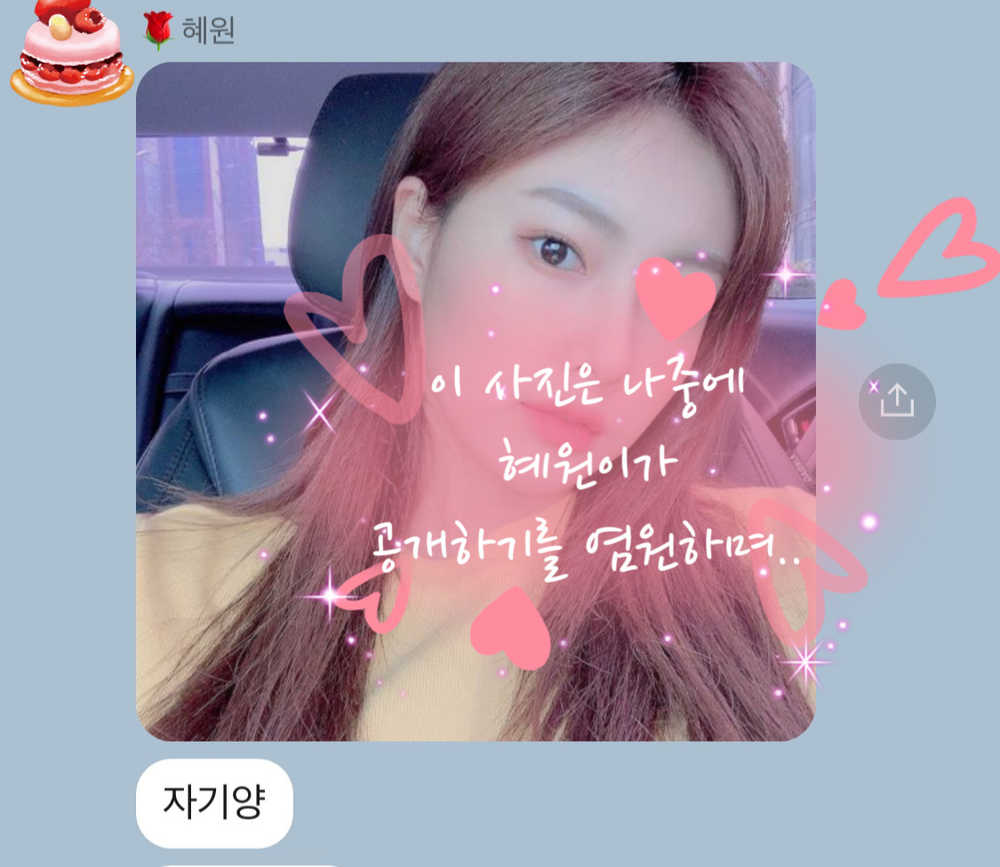 혜원
이 사진은 나중에
혜원이가
공개하기를 염원하며..
자기양